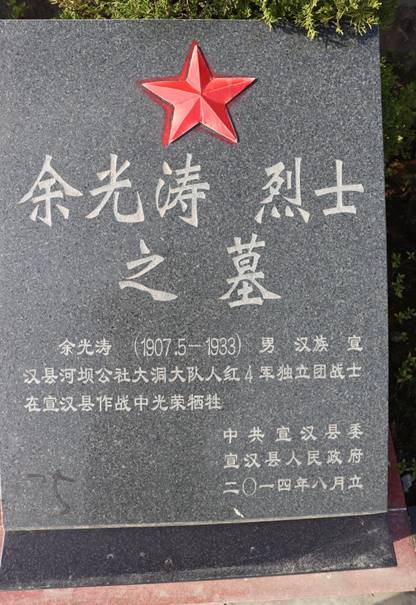 余光涛 烈士
之墓
余光涛 (1907.5—1933) 男 汉族 宣
汉县河坝公社大洞大队人红4军独立团战士
在宣汉县作战中光荣牺牲
中共宣汉县委
宣汉县人民政府
二〇一四年八月立